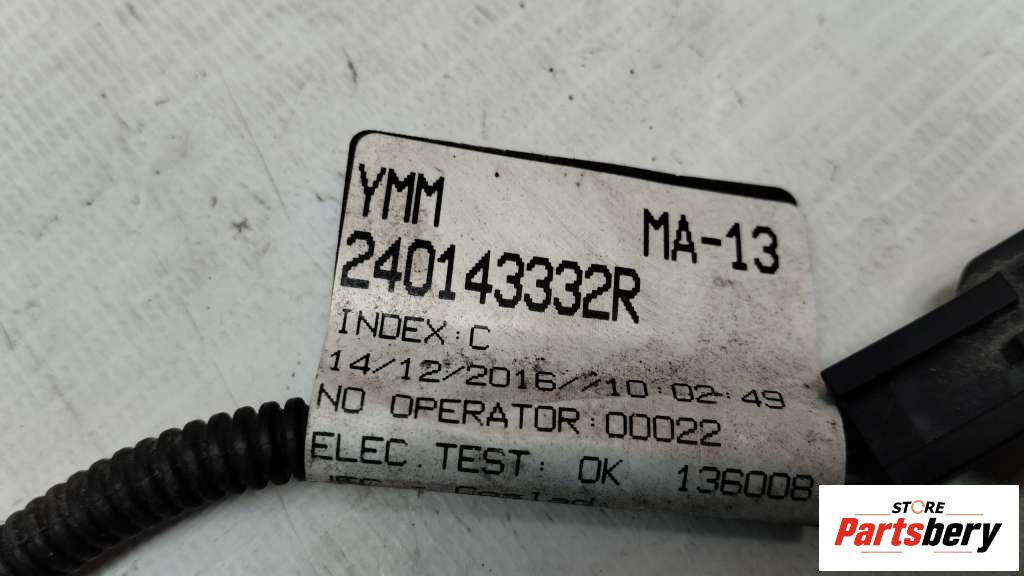 YMM
MA-13
240143332R
INDEX:C
14/12/2016//10:02:49
NO OPERATOR:00022
ELEC.TEST: OK 136008
STORE
Partsbery